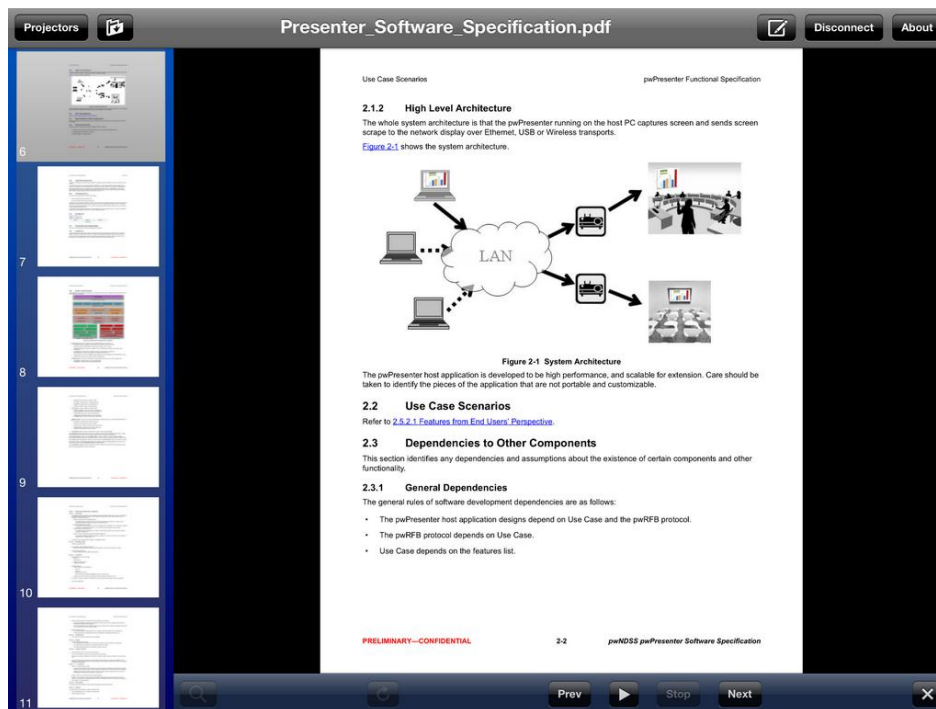 Projectors
Presenter_Software_Specification.pdf
Disconnect
About
6
7
8
9
10
11
Use Case Scenarios
pwPresenter Functional Specification
2.1.2 High Level Architecture
The whole system architecture is that the pwPresenter running on the host PC captures screen and sends screen
scrape to the network display over Ethernet, USB or Wireless transports.
Figure 2-1 shows the system architecture.
LAN
Figure 2-1 System Architecture
The pwPresenter host application is developed to be high performance, and scalable for extension. Care should be
taken to identify the pieces of the application that are not portable and customizable.
2.2 Use Case Scenarios
Refer to 2.5.2.1 Features from End Users' Perspective.
2.3 Dependencies to Other Components
This section identifies any dependencies and assumptions about the existence of certain components and other
functionality.
2.3.1 General Dependencies
The general rules of software development dependencies are as follows:
• The pwPresenter host application designs depend on Use Case and the pwRFB protocol.
• The pwRFB protocol depends on Use Case.
• Use Case depends on the features list.
PRELIMINARY—CONFIDENTIAL
2-2
pwNDSS pwPresenter Software Specification
Prev
Stop
Next